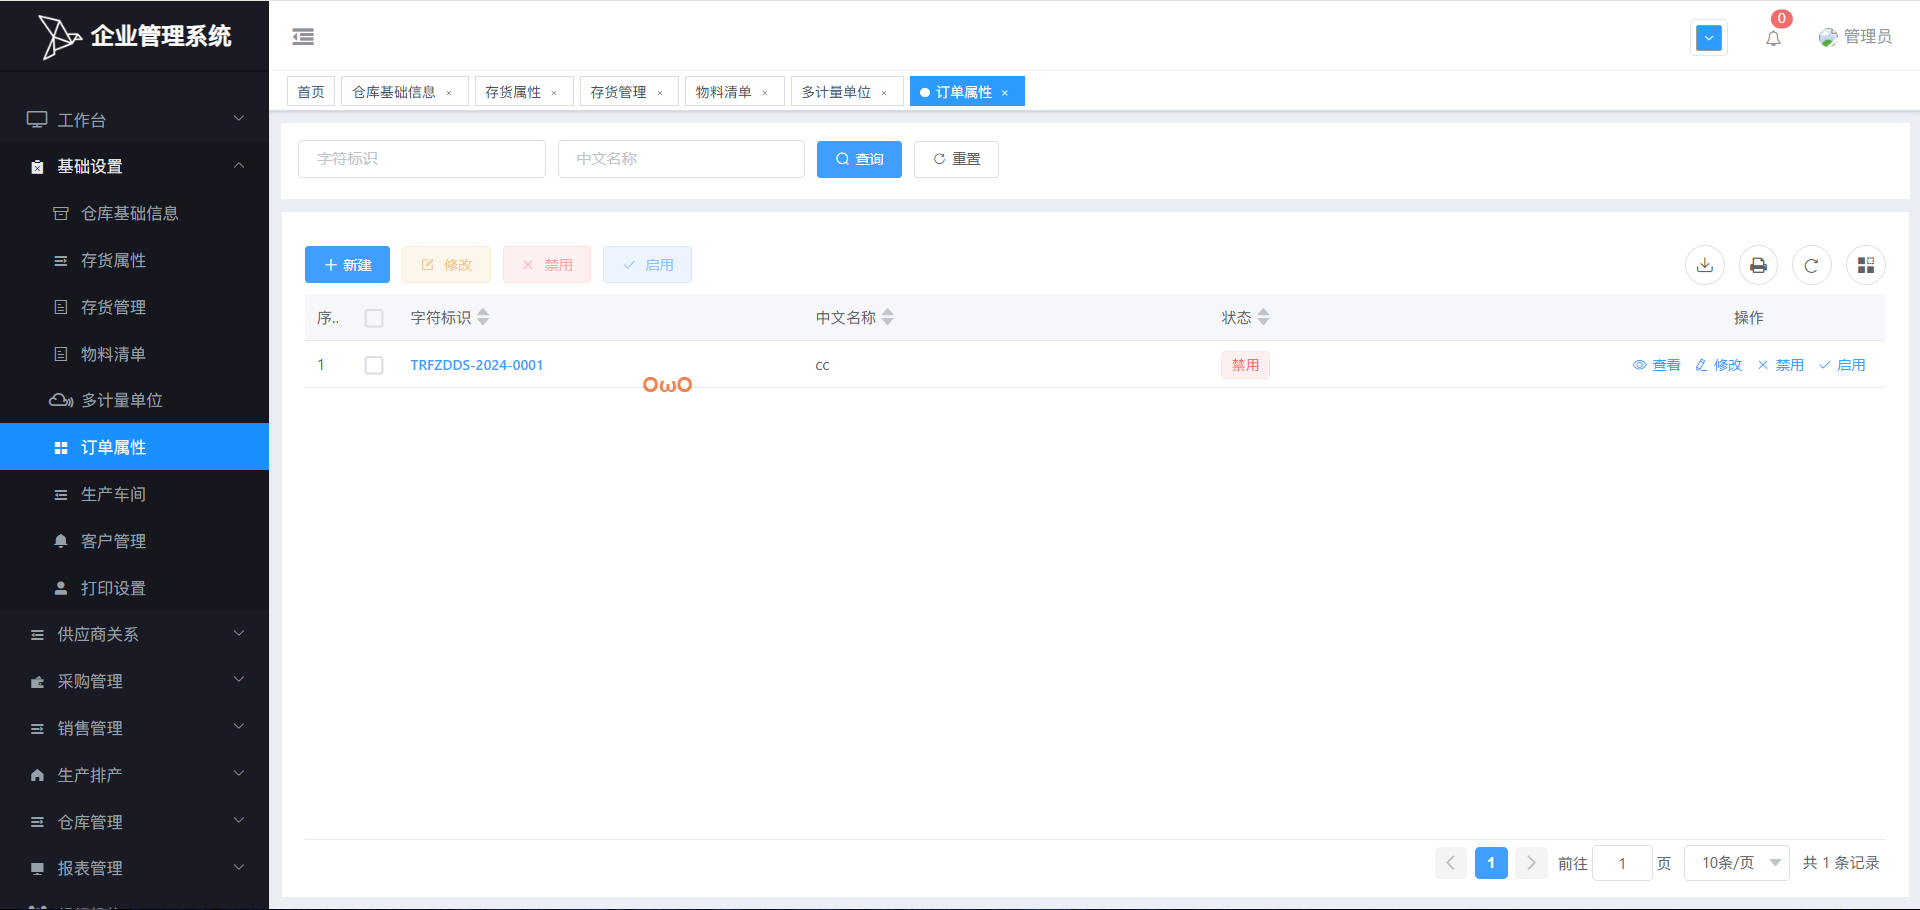 企业管理系统
0
管理员
首页
仓库基础信息 ×
存货属性 ×
存货管理 ×
物料清单 ×
多计量单位 ×
订单属性 ×
工作台
基础设置
仓库基础信息
存货属性
存货管理
物料清单
多计量单位
订单属性
生产车间
客户管理
打印设置
供应商关系
采购管理
销售管理
生产排产
仓库管理
报表管理
字符标识
中文名称
查询
重置
新建
修改
禁用
启用
序.. 字符标识 中文名称 状态 操作
1 TRFZDDS-2024-0001 cc 禁用 查看 修改 禁用 启用
OωO
1 前往 1 页 10条/页 共 1 条记录